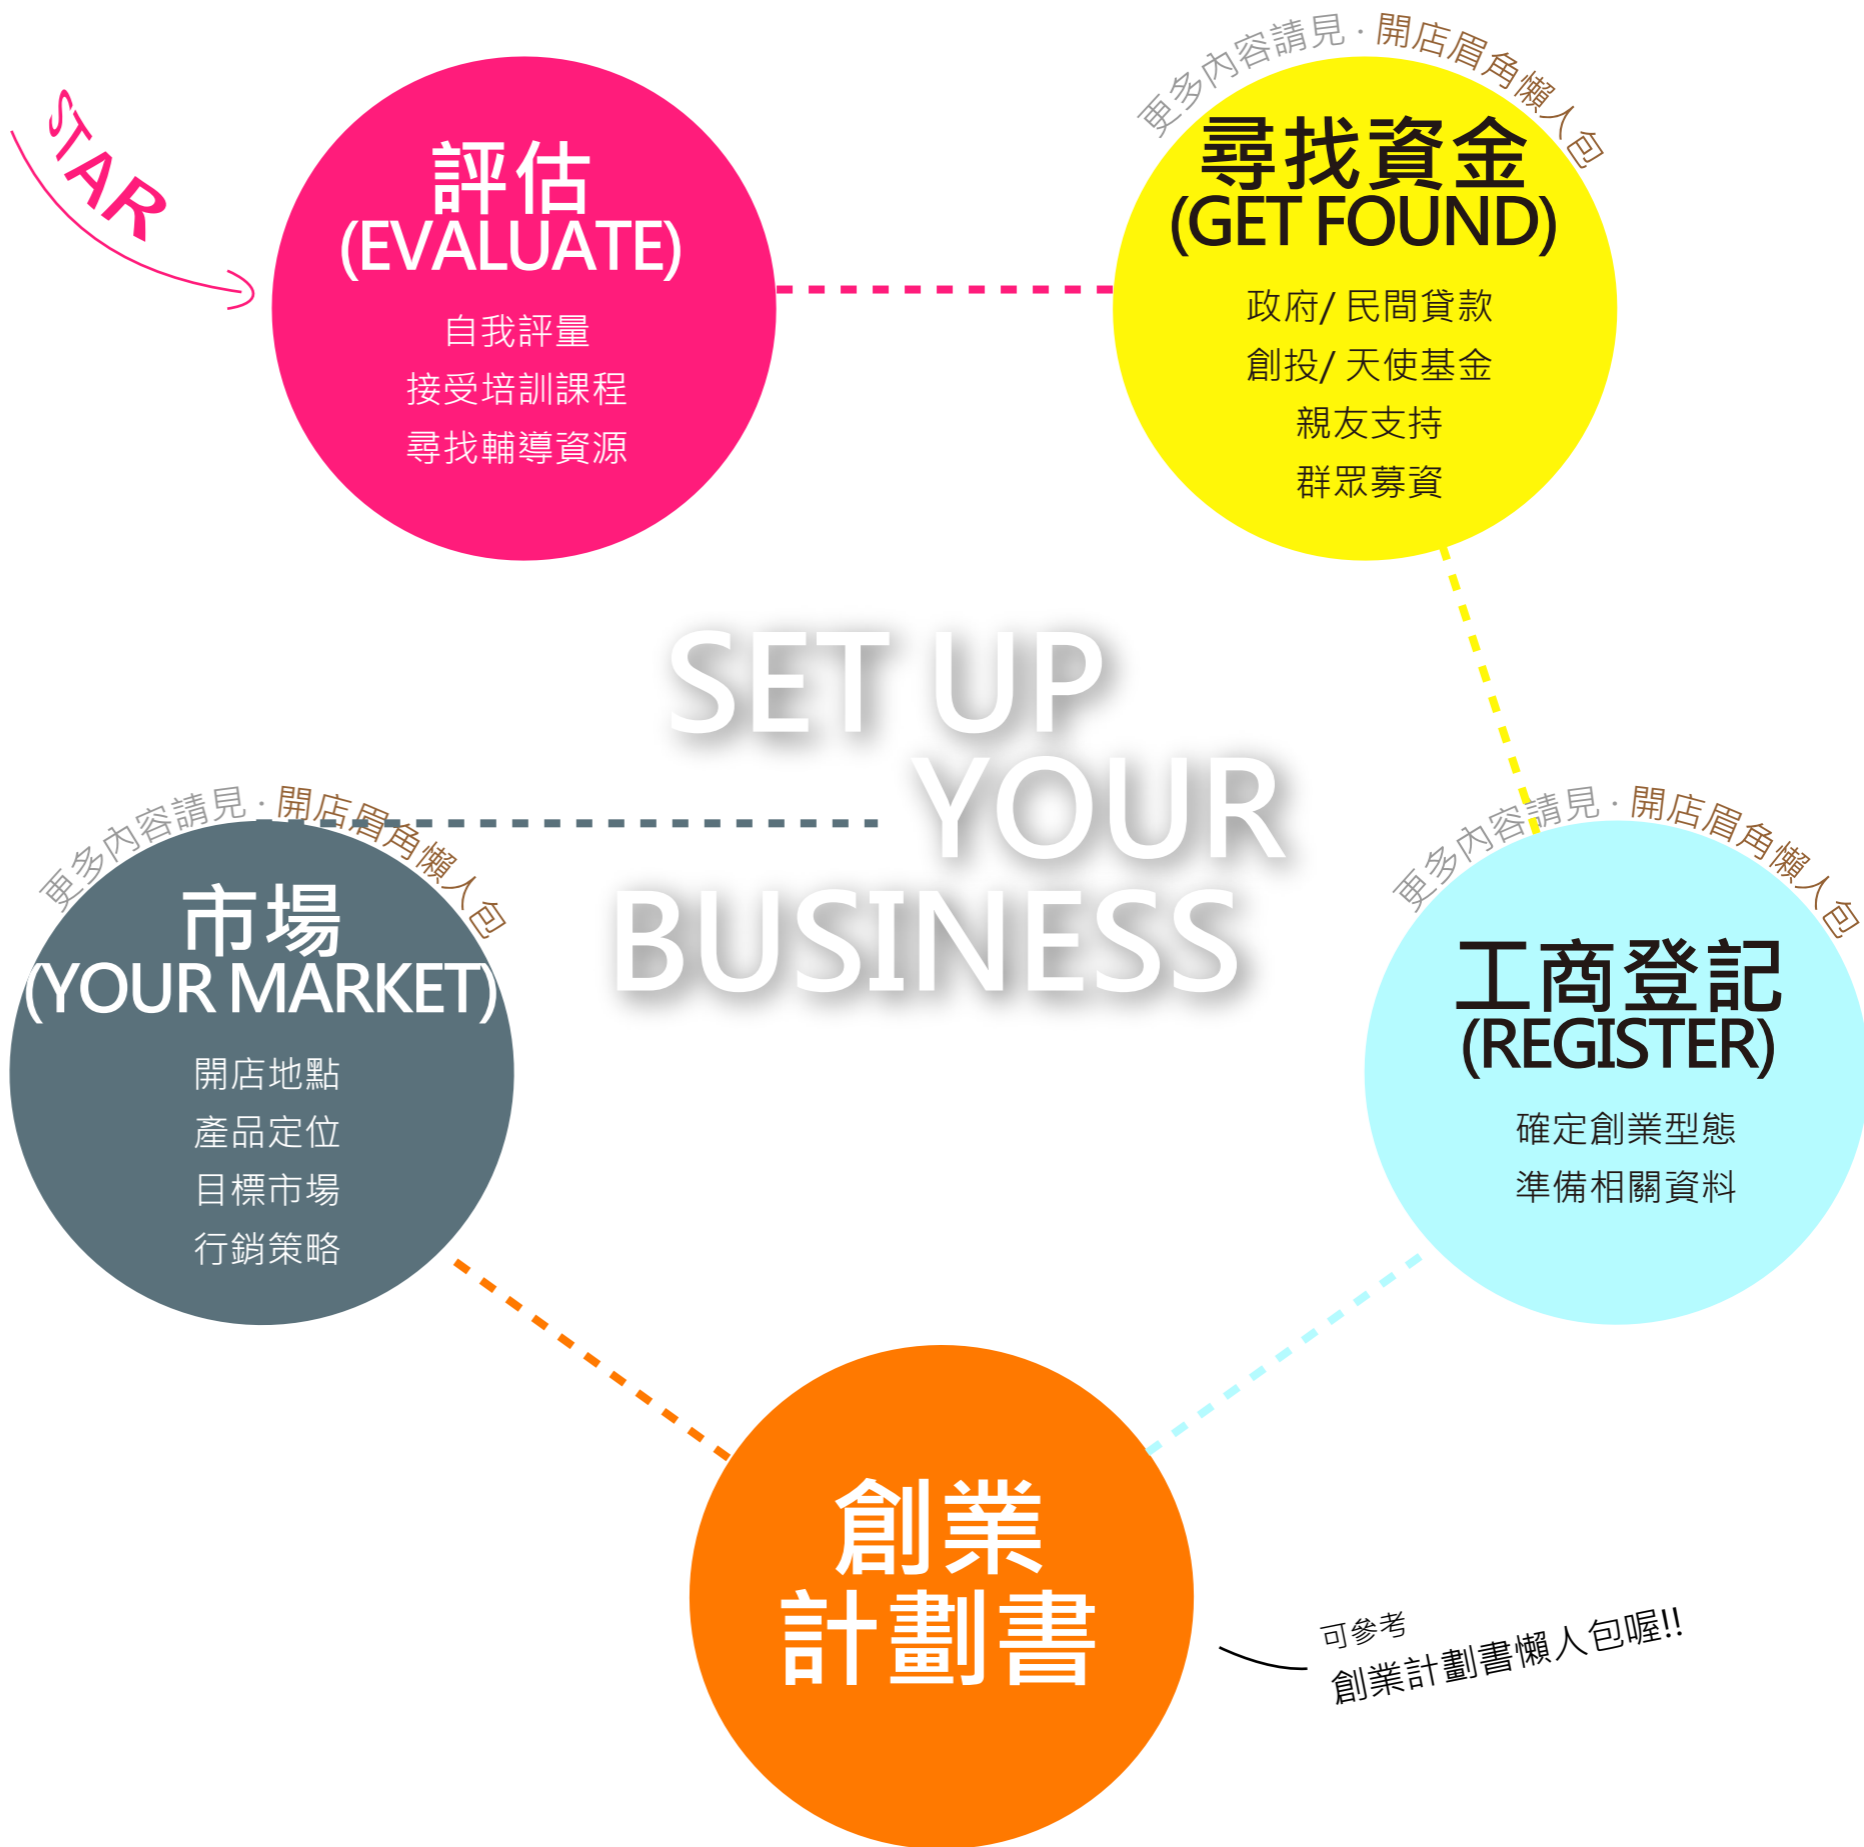 STAR
評估
(EVALUATE)
自我評量
接受培訓課程
尋找輔導資源
更多內容請見 · 開店眉角懶人包
尋找資金
(GET FOUND)
政府/ 民間貸款
創投/ 天使基金
親友支持
群眾募資
SET UP
YOUR
BUSINESS
更多內容請見 · 開店眉角懶人包
市場
(YOUR MARKET)
開店地點
產品定位
目標市場
行銷策略
更多內容請見 · 開店眉角懶人包
工商登記
(REGISTER)
確定創業型態
準備相關資料
創業
計劃書
可參考
創業計劃書懶人包喔!!